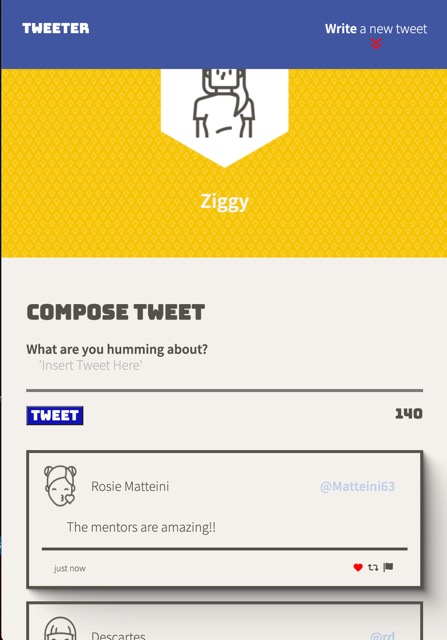 TWEETER
Write a new tweet
Ziggy
COMPOSE TWEET
What are you humming about?
'Insert Tweet Here'
TWEET
140
Rosie Matteini
@Matteini63
The mentors are amazing!!
just now
Descartes
@rd